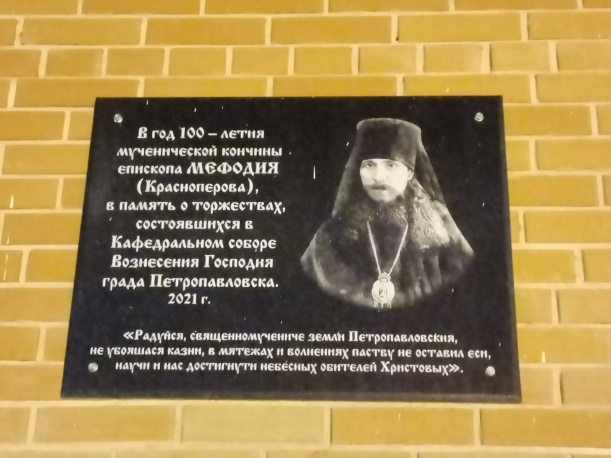 В год 100 – летия
мученической кончины
епископа МЕФОДИЯ
(Красноперова),
в память о торжествах,
состоявшихся в
Кафедральном соборе
Вознесения Господня
града Петропавловска.
2021 г.
«Радуйся, священномучениче земли Петропавловския,
не убоявшася казни, в мятежах и волнениях паству не оставил еси,
научи и нас достигнути небесных обителей Христовых».